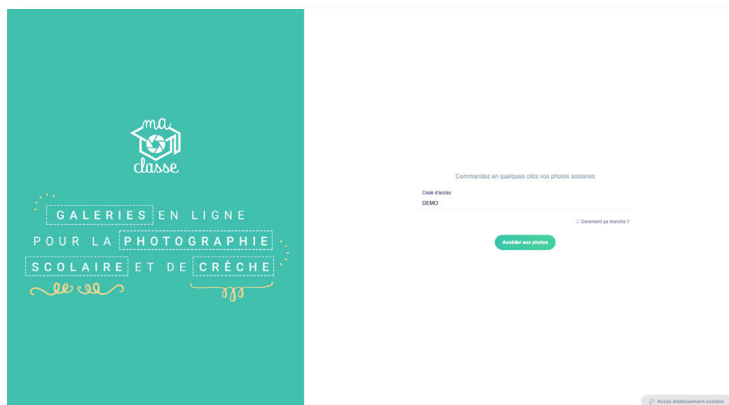 ma
classe
GALERIES EN LIGNE
POUR LA PHOTOGRAPHIE
SCOLAIRE ET DE CRÈCHE
Commandez en quelques clics vos photos scolaires
Code d'accès
DEMO
Comment ça marche ?
Accéder aux photos
Accès établissement scolaire